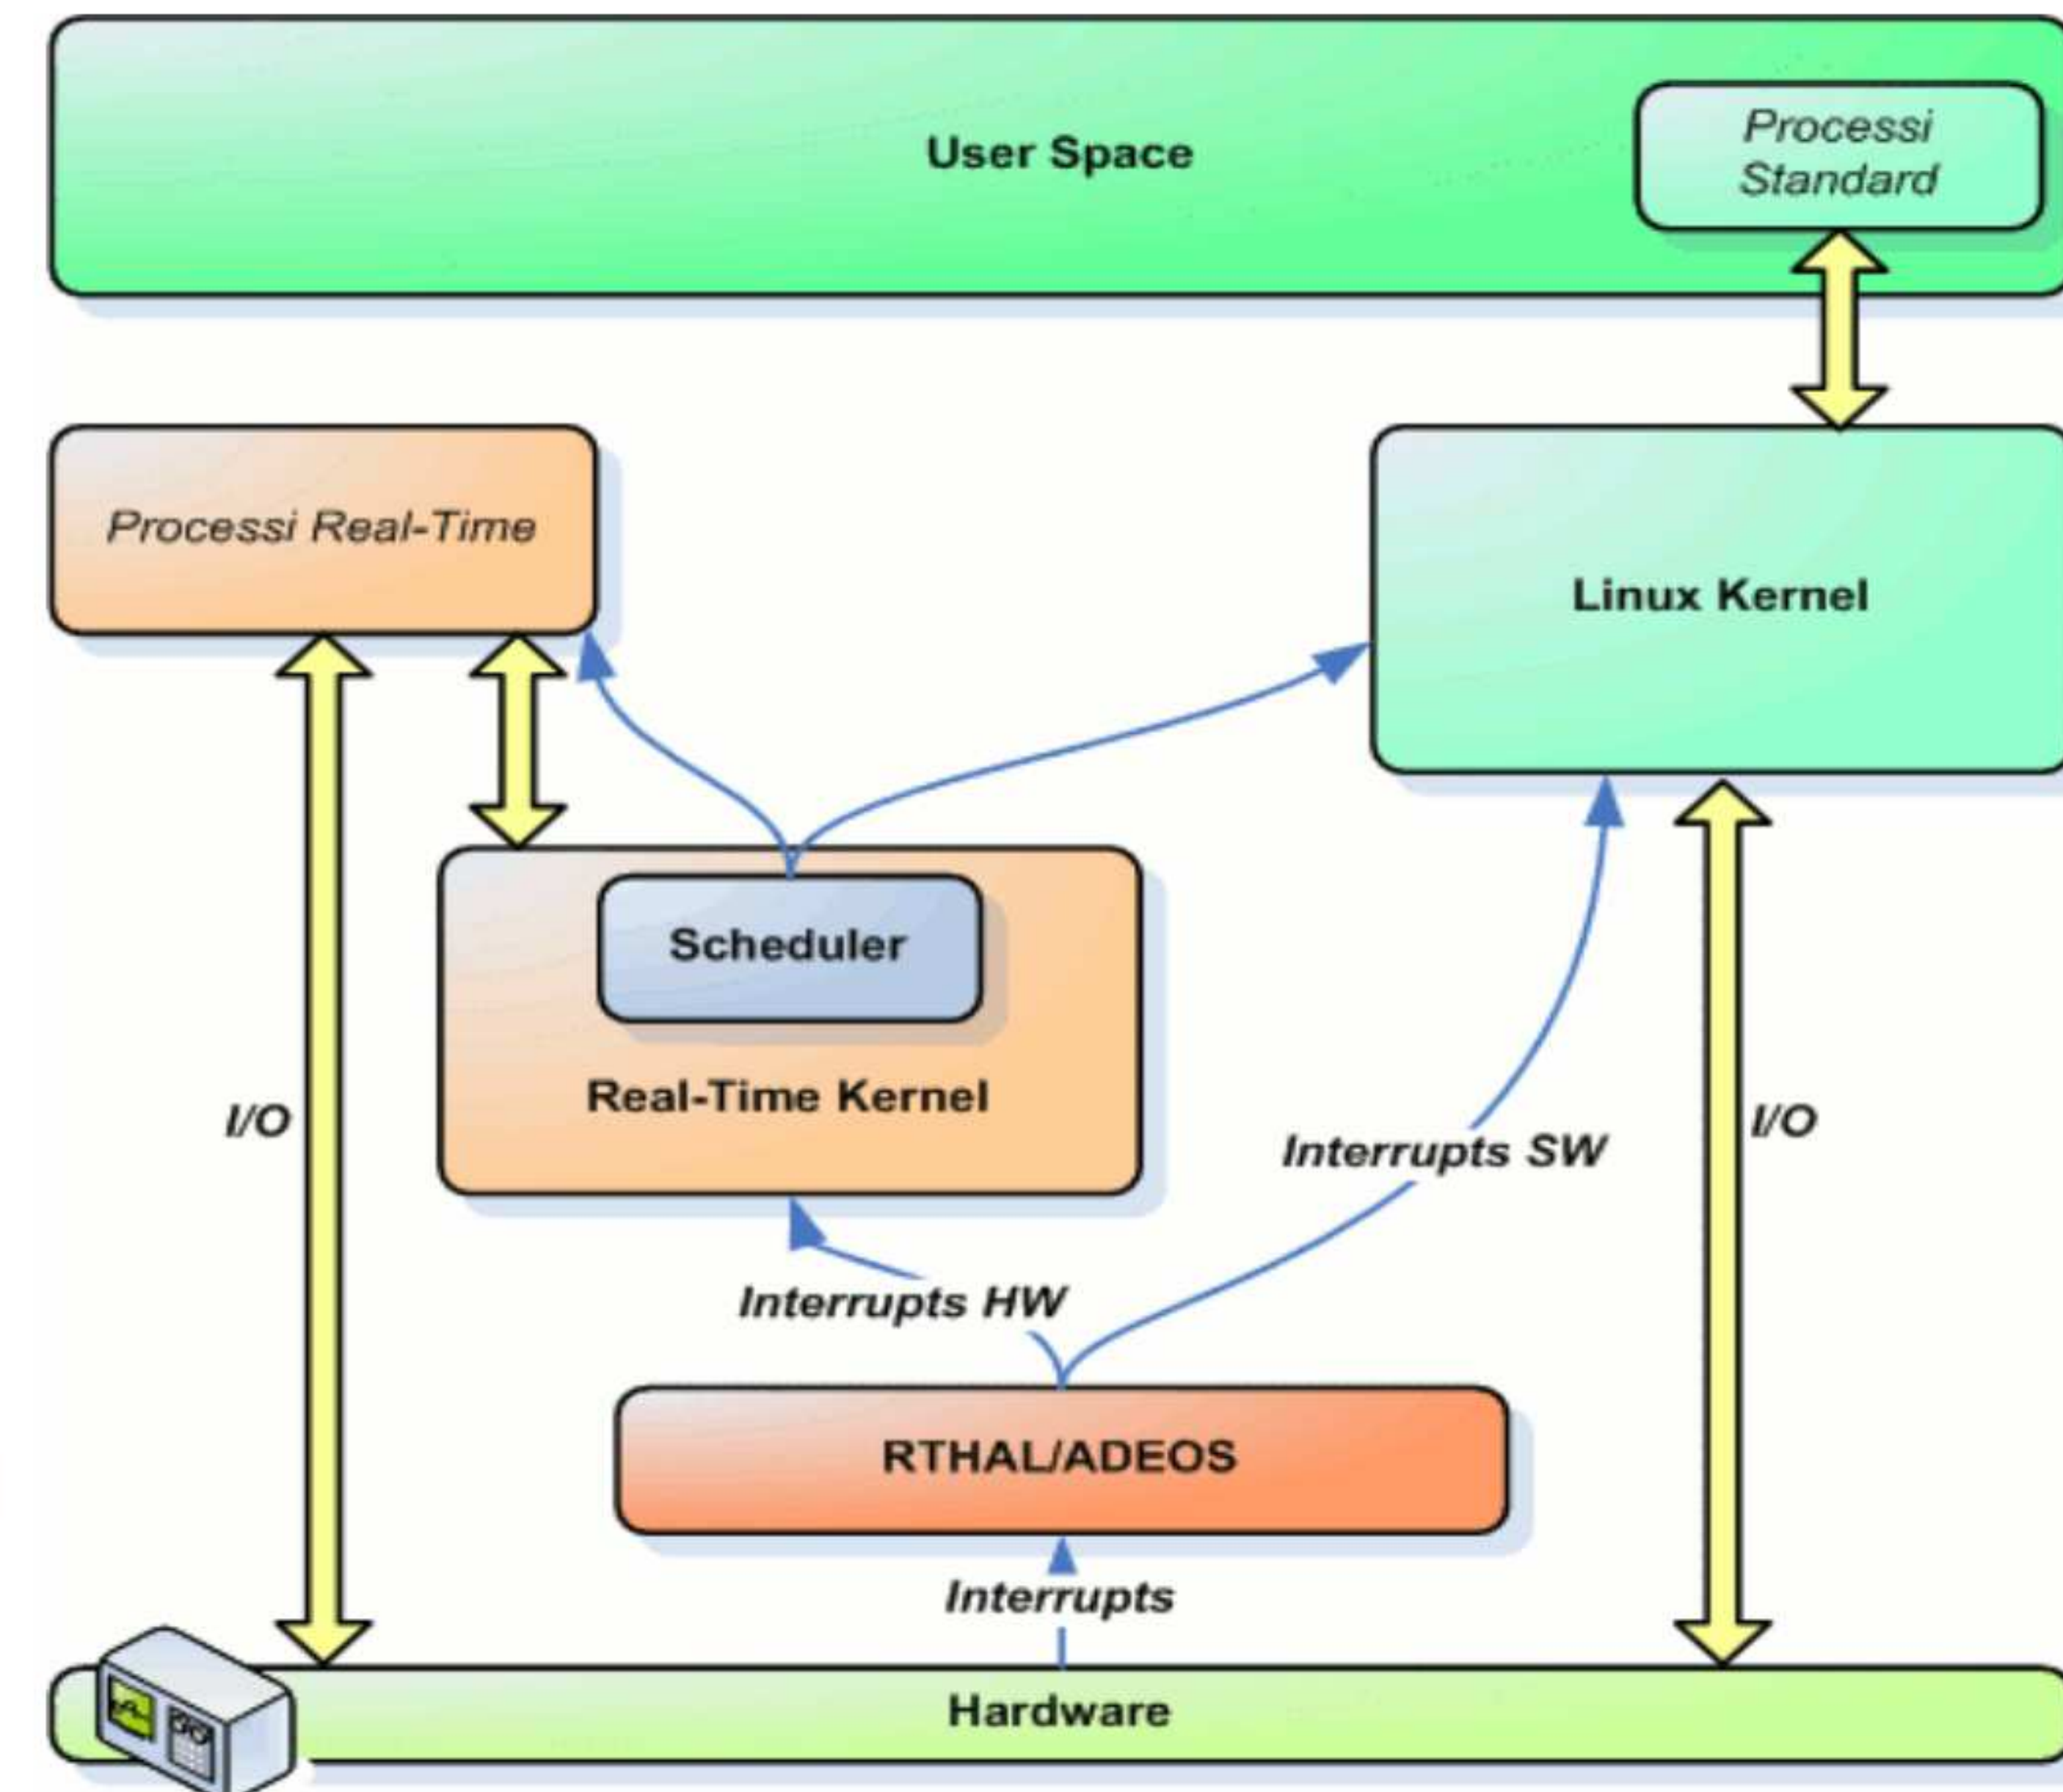 User Space
Processi
Standard
Processi Real-Time
Linux Kernel
Scheduler
Real-Time Kernel
I/O
Interrupts SW
I/O
Interrupts HW
RTHAL/ADEOS
Interrupts
Hardware